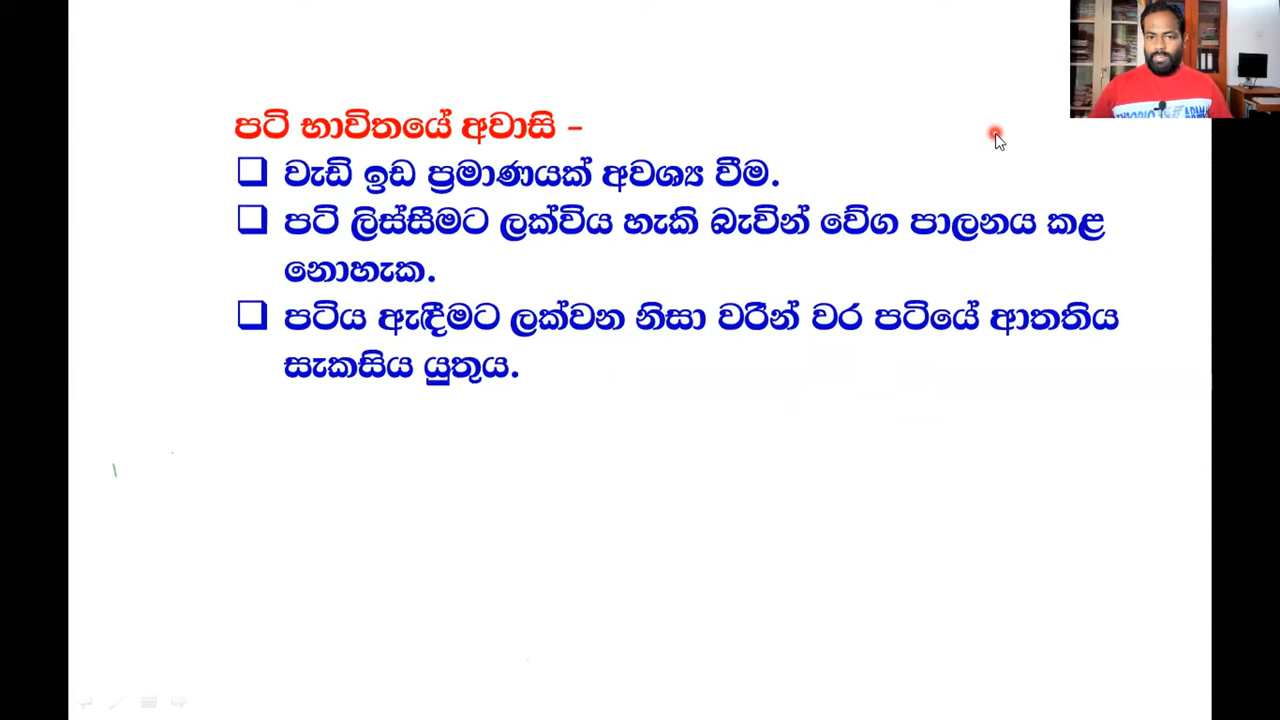 පටි භාවිතයේ අවාසි –
❑ වැඩි ඉඩ ප්‍රමාණයක් අවශ්‍ය වීම.
❑ පටි ලිස්සීමට ලක්විය හැකි බැවින් වේග පාලනය කළ
නොහැක.
❑ පටිය ඇඳීමට ලක්වන නිසා වරින් වර පටියේ ආතතිය
සැකසිය යුතුය.